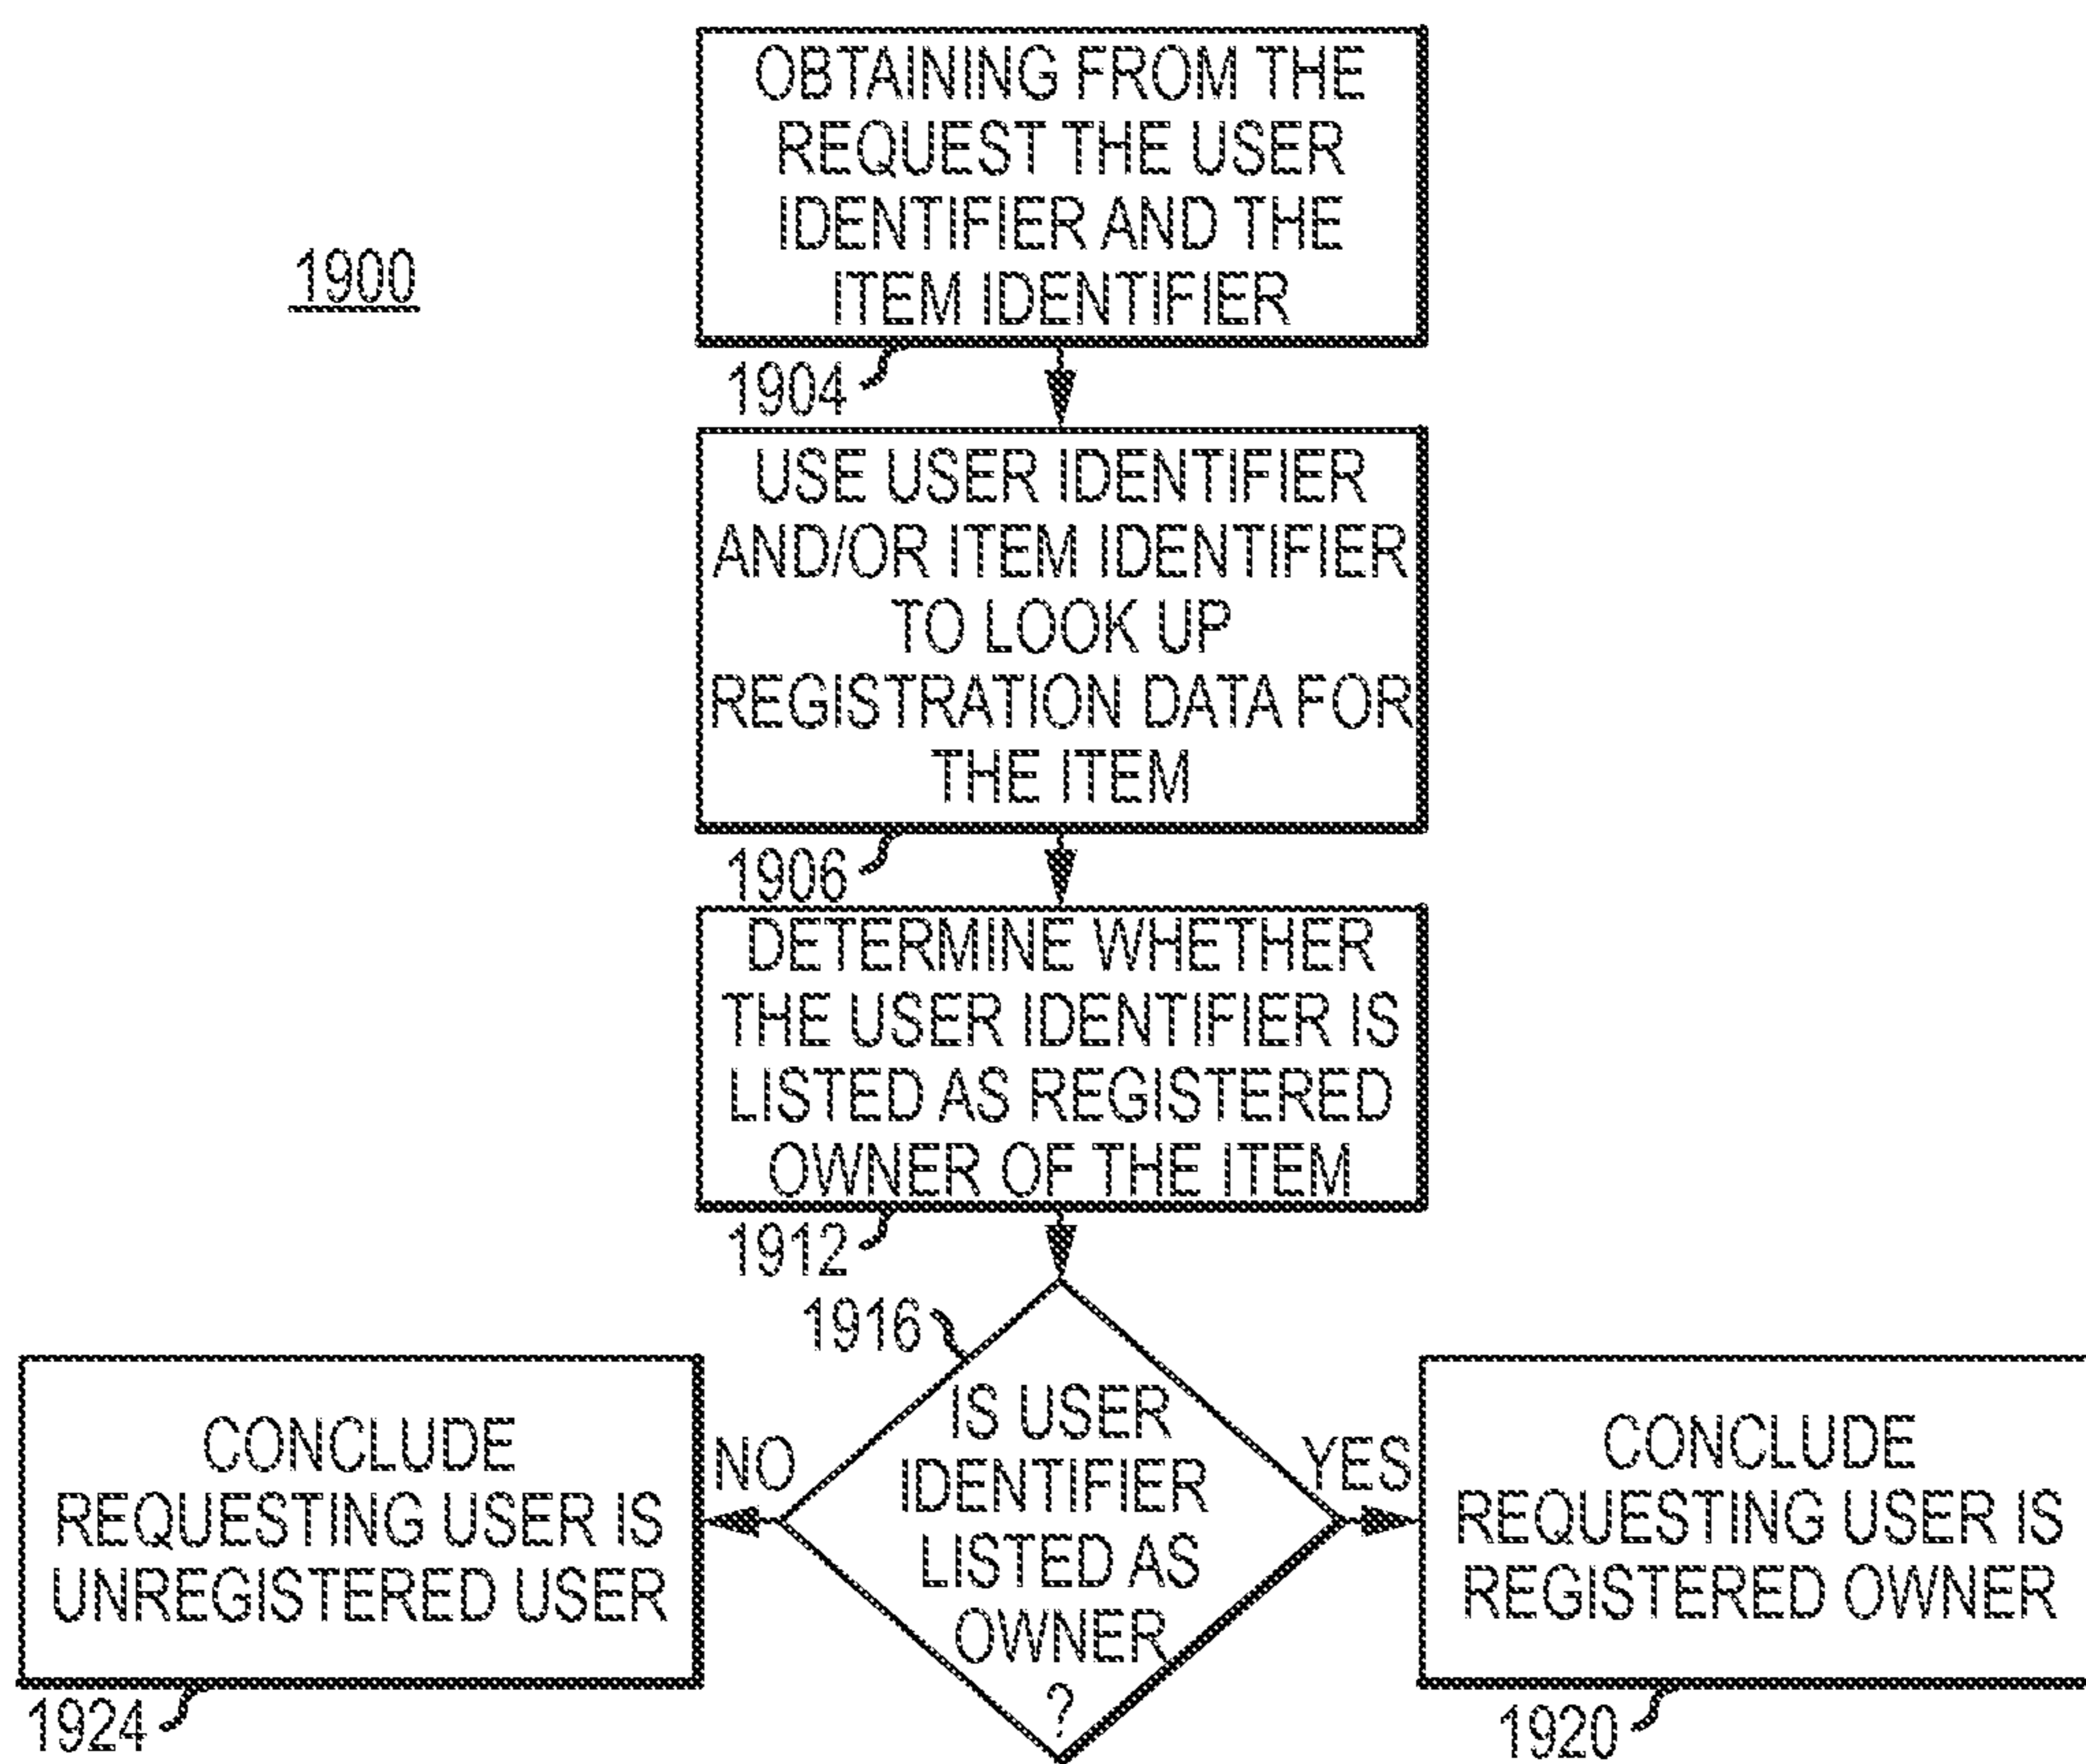 1900
OBTAINING FROM THE
REQUEST THE USER
IDENTIFIER AND THE
ITEM IDENTIFIER
1904
USE USER IDENTIFIER
AND/OR ITEM IDENTIFIER
TO LOOK UP
REGISTRATION DATA FOR
THE ITEM
1906
DETERMINE WHETHER
THE USER IDENTIFIER IS
LISTED AS REGISTERED
OWNER OF THE ITEM
1912
1916
IS USER
IDENTIFIER
LISTED AS
OWNER
?
NO
YES
CONCLUDE
REQUESTING USER IS
UNREGISTERED USER
1924
CONCLUDE
REQUESTING USER IS
REGISTERED OWNER
1920